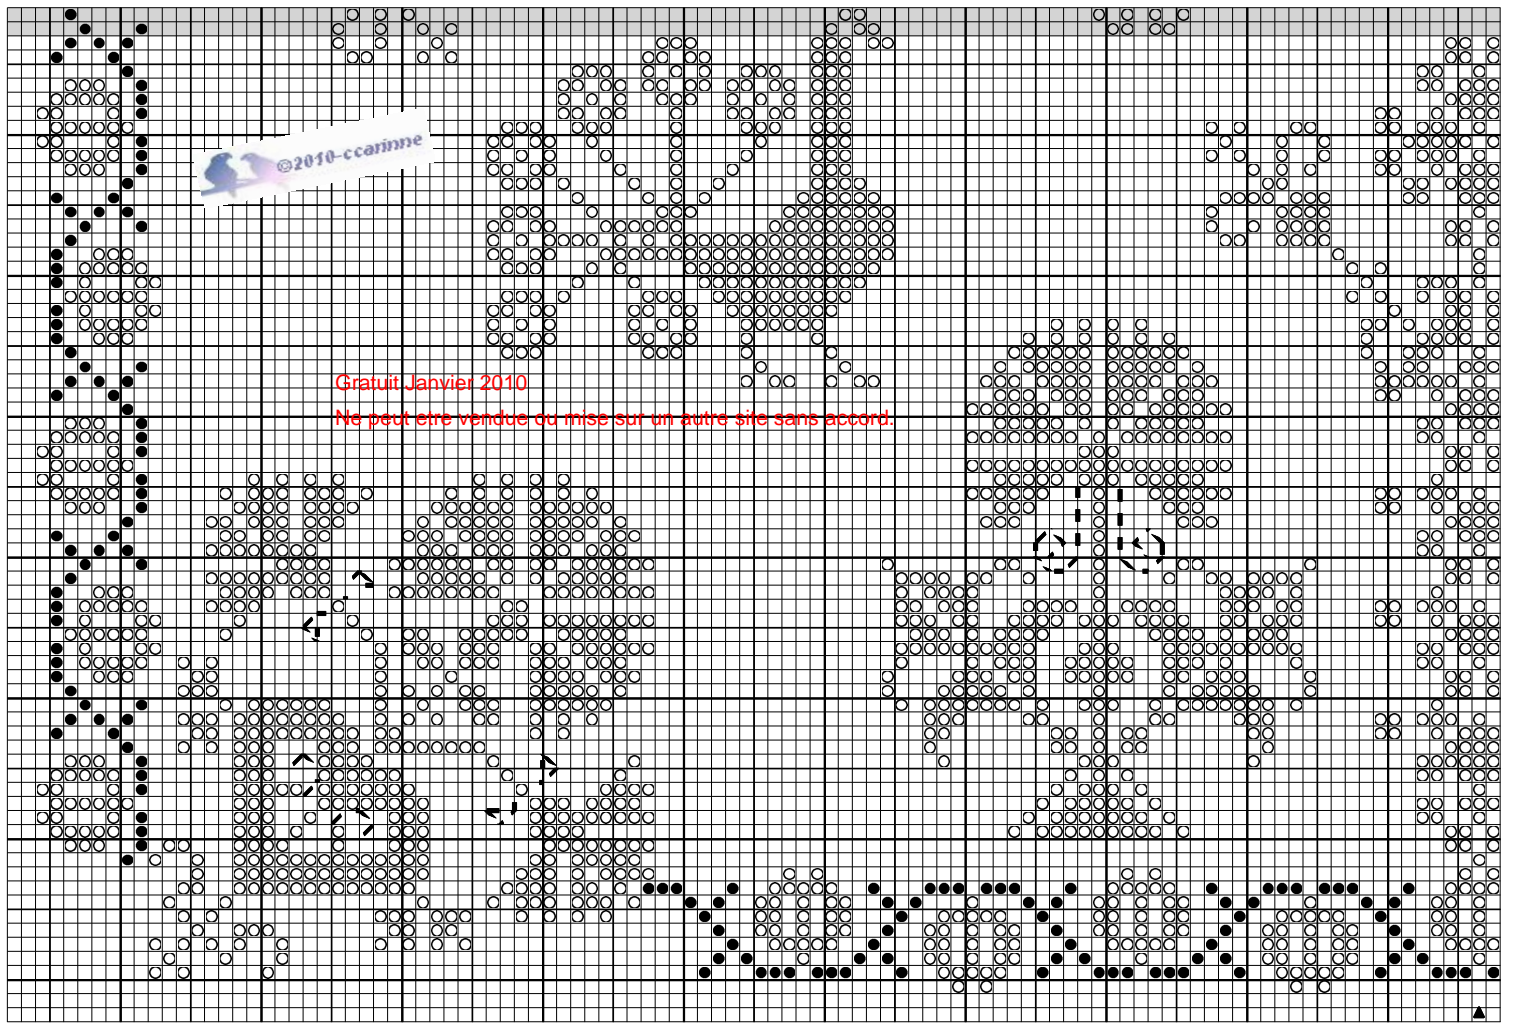 ©2010-ccarinne
Gratuit Janvier 2010
Ne peut etre vendue ou mise sur un autre site sans accord.